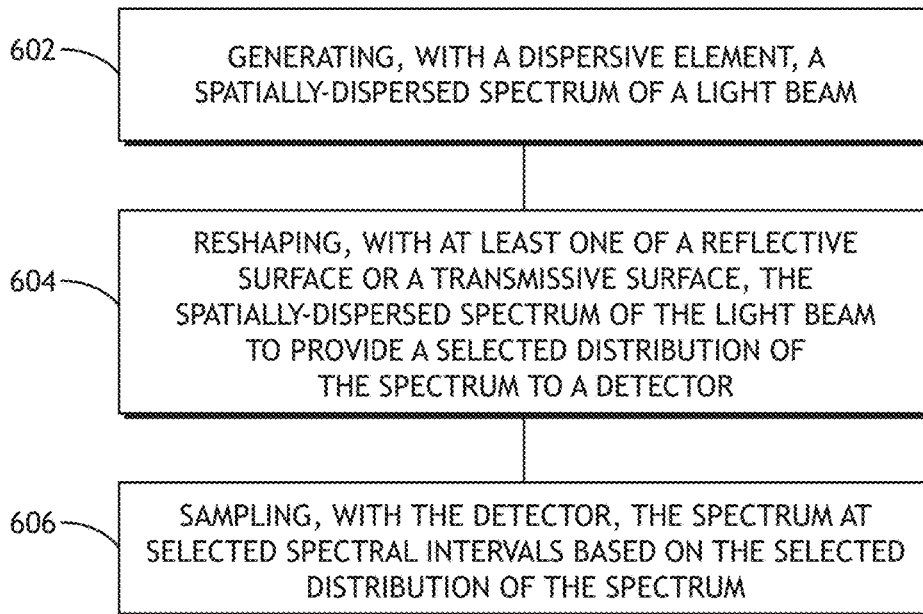 602
GENERATING, WITH A DISPERSIVE ELEMENT, A
SPATIALLY-DISPERSED SPECTRUM OF A LIGHT BEAM
604
RESHAPING, WITH AT LEAST ONE OF A REFLECTIVE
SURFACE OR A TRANSMISSIVE SURFACE, THE
SPATIALLY-DISPERSED SPECTRUM OF THE LIGHT BEAM
TO PROVIDE A SELECTED DISTRIBUTION OF
THE SPECTRUM TO A DETECTOR
606
SAMPLING, WITH THE DETECTOR, THE SPECTRUM AT
SELECTED SPECTRAL INTERVALS BASED ON THE SELECTED
DISTRIBUTION OF THE SPECTRUM